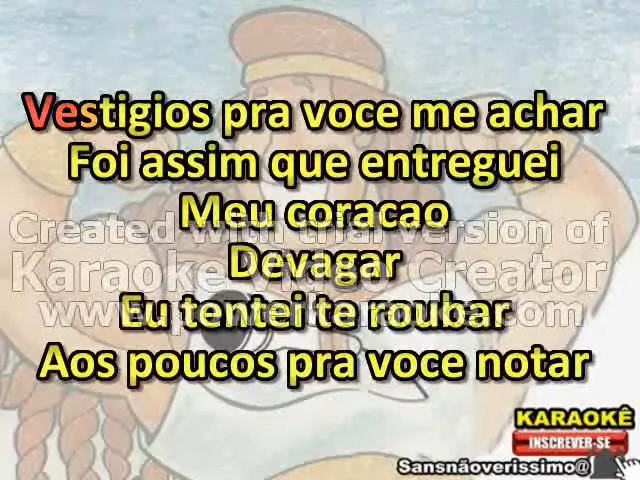 Vestigios pra voce me achar
Foi assim que entreguei
Meu coracao
Created with trial version of
Devagar
Karaoke Video Creator
Eu tentei te roubar
Aos poucos pra voce notar
KARAOKÊ
INSCREVER-SE
Sansnãoverissimo@